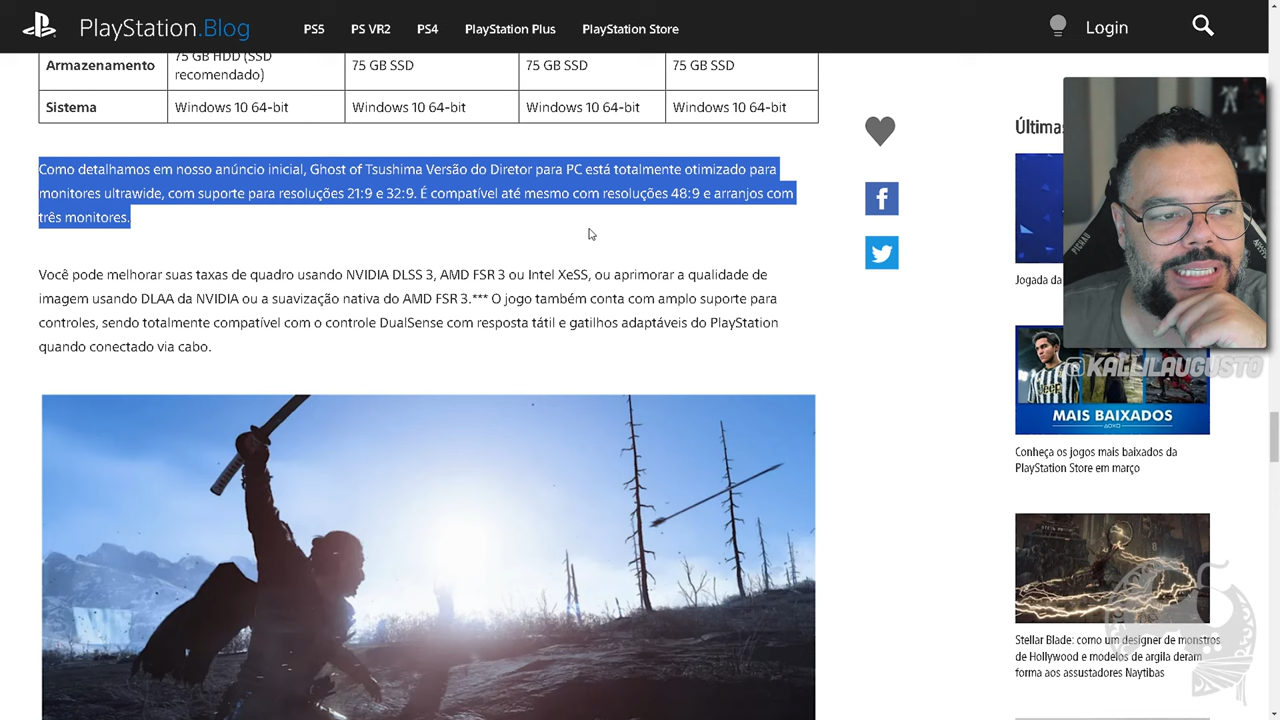 PlayStation.Blog
PS5
PS VR2
PS4
PlayStation Plus
PlayStation Store
Login
Armazenamento
75 GB HDD (SSD
recomendado)
75 GB SSD
75 GB SSD
75 GB SSD
Sistema
Windows 10 64-bit
Windows 10 64-bit
Windows 10 64-bit
Windows 10 64-bit
Como detalhamos em nosso anúncio inicial, Ghost of Tsushima Versão do Diretor para PC está totalmente otimizado para
monitores ultrawide, com suporte para resoluções 21:9 e 32:9. É compatível até mesmo com resoluções 48:9 e arranjos com
três monitores.
Você pode melhorar suas taxas de quadro usando NVIDIA DLSS 3, AMD FSR 3 ou Intel XeSS, ou aprimorar a qualidade de
imagem usando DLAA da NVIDIA ou a suavização nativa do AMD FSR 3.*** O jogo também conta com amplo suporte para
controles, sendo totalmente compatível com o controle DualSense com resposta tátil e gatilhos adaptáveis do PlayStation
quando conectado via cabo.
Última
Jogada da
PICHAU
@KALLILAUGUSTO
Jeep
MAIS BAIXADOS
Conheça os jogos mais baixados da
PlayStation Store em março
Stellar Blade: como um designer de monstros
de Hollywood e modelos de argila deram
forma aos assustadores Naytibas